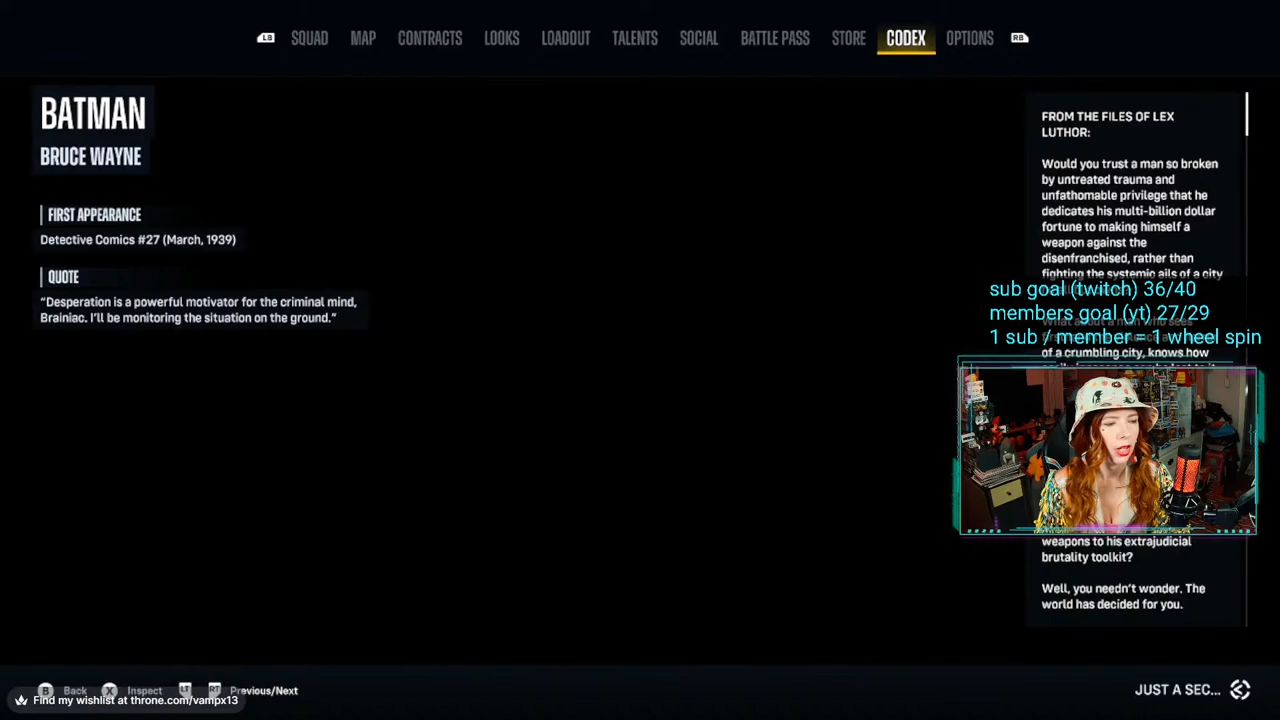 LB SQUAD MAP CONTRACTS LOOKS LOADOUT TALENTS SOCIAL BATTLE PASS STORE CODEX OPTIONS RB
BATMAN
BRUCE WAYNE
FIRST APPEARANCE
Detective Comics #27 (March, 1939)
QUOTE
“Desperation is a powerful motivator for the criminal mind,
Brainiac. I’ll be monitoring the situation on the ground.”
FROM THE FILES OF LEX
LUTHOR:
Would you trust a man so broken
by untreated trauma and
unfathomable privilege that he
dedicates his multi-billion dollar
fortune to making himself a
weapon against the
disenfranchised, rather than
fighting the systemic ails of a city
sub goal (twitch) 36/40
members goal (yt) 27/29
What about a man who sees
1 sub / member = 1 wheel spin
of a crumbling city, knows how
weapons to his extrajudicial
brutality toolkit?
Well, you needn't wonder. The
world has decided for you.
B Back X Inspect LT RT Previous/Next
Find my wishlist at throne.com/vampx13
JUST A SEC...